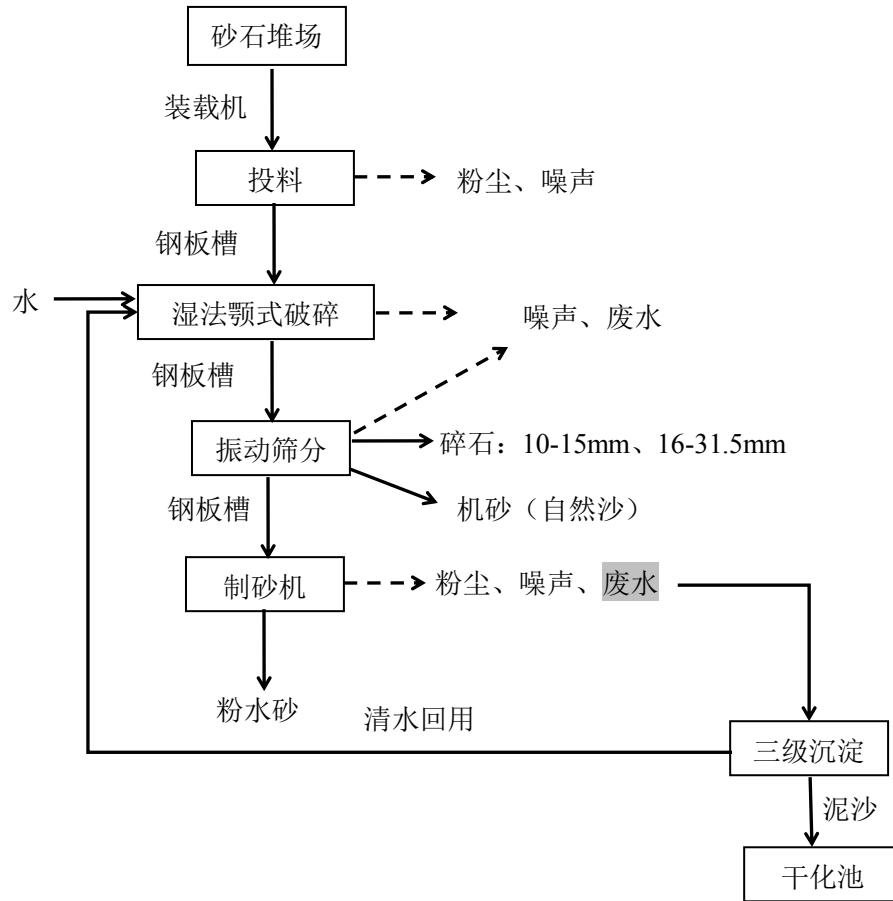 砂石堆场
装载机
投料
粉尘、噪声
钢板槽
水
湿法颚式破碎
噪声、废水
钢板槽
振动筛分
碎石：10-15mm、16-31.5mm
钢板槽
机砂（自然沙）
制砂机
粉尘、噪声、废水
粉水砂
清水回用
三级沉淀
泥沙
干化池